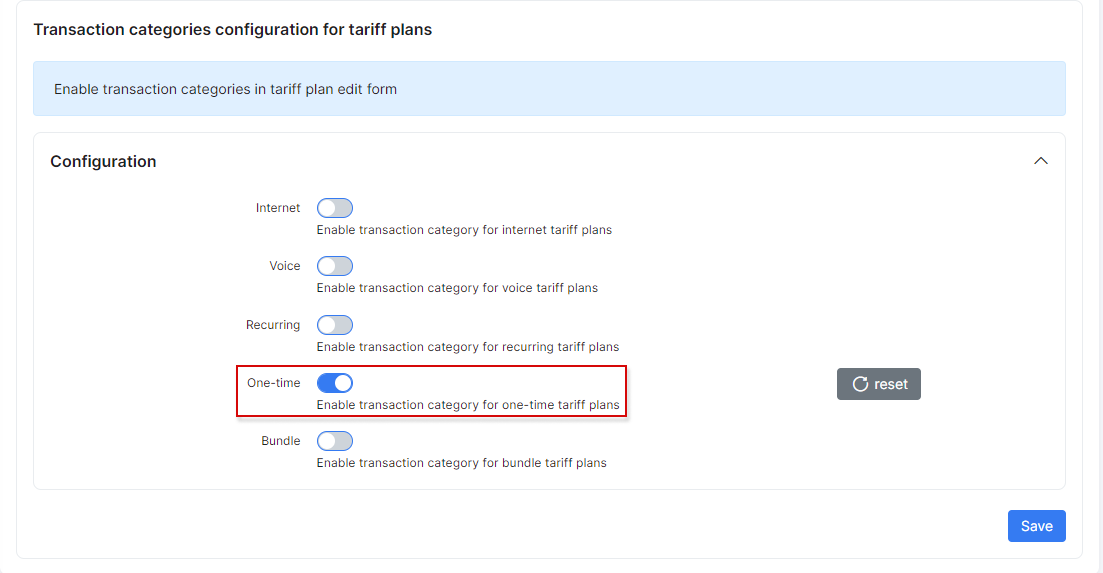 Transaction categories configuration for tariff plans
Enable transaction categories in tariff plan edit form
Configuration
Internet
Enable transaction category for internet tariff plans
Voice
Enable transaction category for voice tariff plans
Recurring
Enable transaction category for recurring tariff plans
One-time
Enable transaction category for one-time tariff plans
reset
Bundle
Enable transaction category for bundle tariff plans
Save